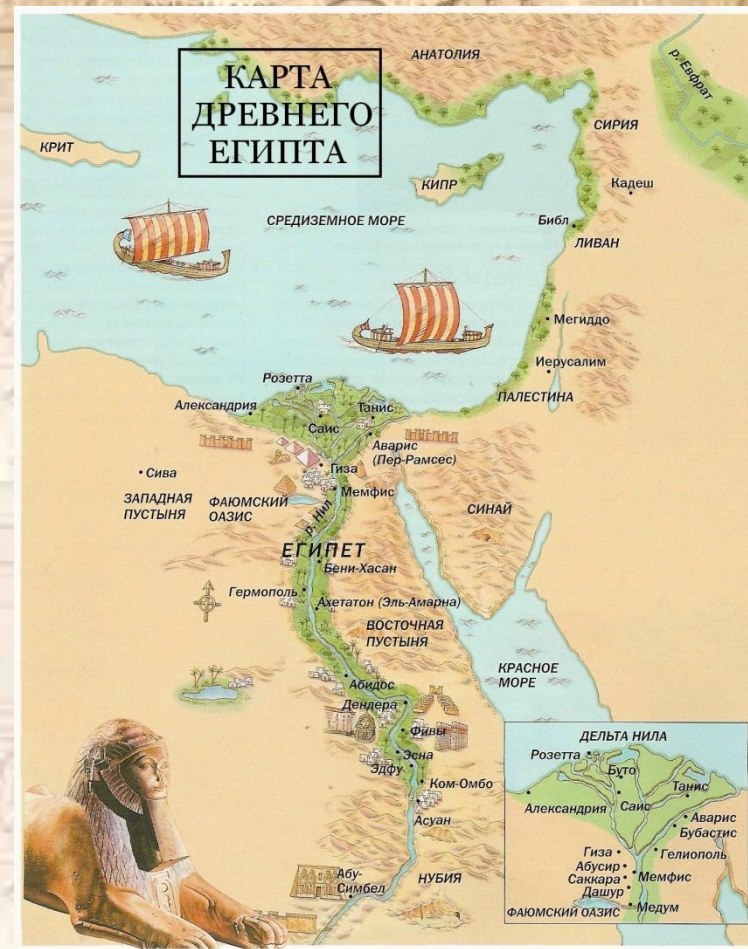 КАРТА
ДРЕВНЕГО
ЕГИПТА
АНАТОЛИЯ
р. Евфрат
КРИТ
СИРИЯ
КИПР
Кадеш
СРЕДИЗЕМНОЕ МОРЕ
Библ
ЛИВАН
Мегиддо
Иерусалим
ПАЛЕСТИНА
Розетта
Александрия
Танис
Саис
Аварис
(Пер-Рамсес)
Гиза
Сива
Мемфис
ЗАПАДНАЯ
ПУСТЫНЯ
ФАЮМСКИЙ
ОАЗИС
р. Нил
СИНАЙ
ЕГИПЕТ
Бени-Хасан
Гермополь
Ахетатон (Эль-Амарна)
ВОСТОЧНАЯ
ПУСТЫНЯ
КРАСНОЕ
МОРЕ
Абидос
Дендера
Фивы
Эсна
Эдфу
Ком-Омбо
Асуан
Абу-
Симбел
НУБИЯ
ДЕЛЬТА НИЛА
Розетта
Буто
Танис
Александрия
Саис
Аварис
Бубастис
Гиза
Гелиополь
Абусир
Саккара
Мемфис
Дашур
ФАЮМСКИЙ ОАЗИС
Медум